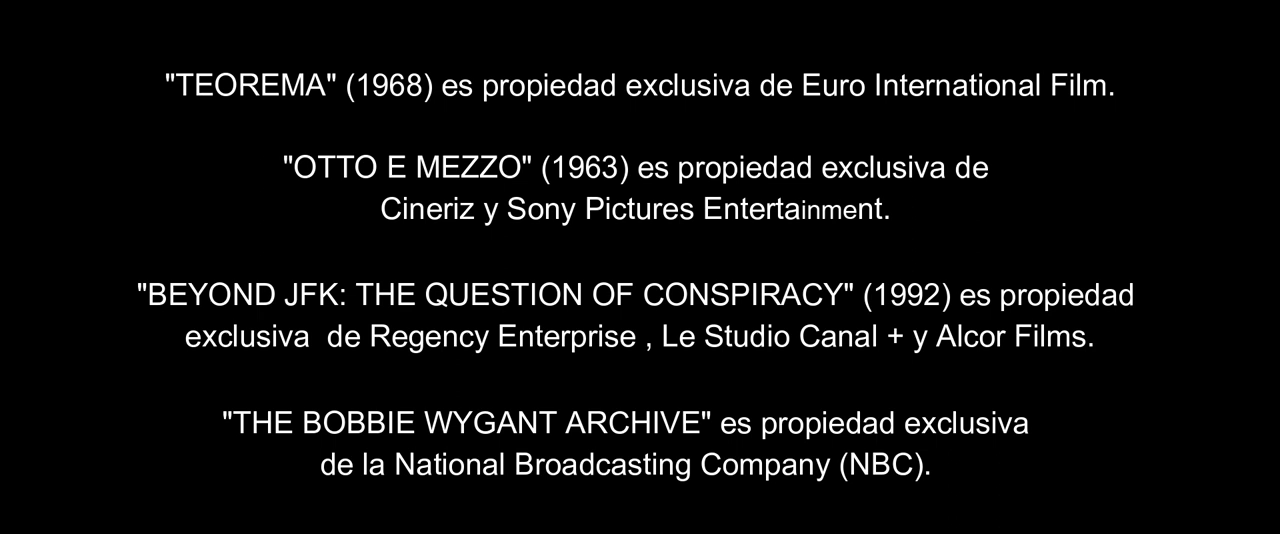 "TEOREMA" (1968) es propiedad exclusiva de Euro International Film.
"OTTO E MEZZO" (1963) es propiedad exclusiva de
Cineriz y Sony Pictures Entertainment.
"BEYOND JFK: THE QUESTION OF CONSPIRACY" (1992) es propiedad
exclusiva  de Regency Enterprise , Le Studio Canal + y Alcor Films.
"THE BOBBIE WYGANT ARCHIVE" es propiedad exclusiva
de la National Broadcasting Company (NBC).